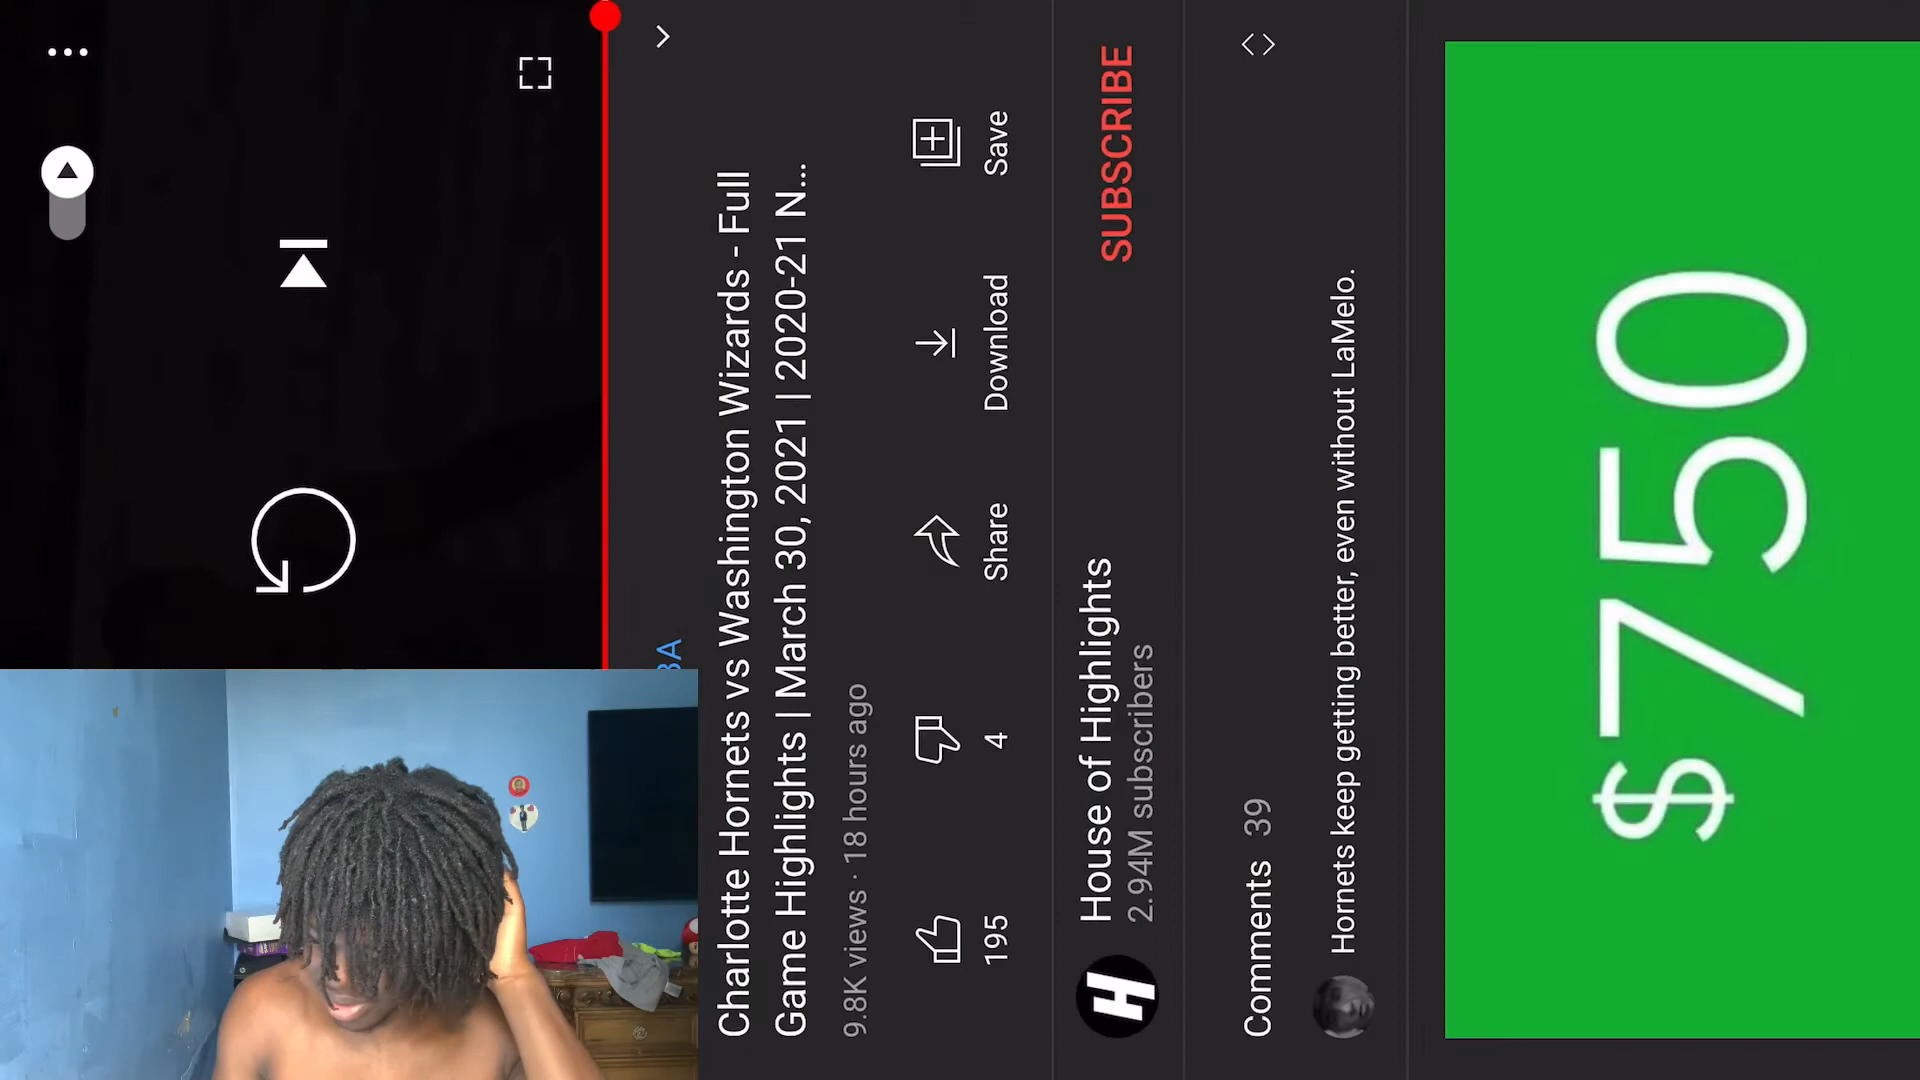 BA
Charlotte Hornets vs Washington Wizards - Full
Game Highlights | March 30, 2021 | 2020-21 N...
9.8K views · 18 hours ago
195
4
Share
Download
Save
H
House of Highlights
2.94M subscribers
SUBSCRIBE
Comments 39
Hornets keep getting better, even without LaMelo.
$750